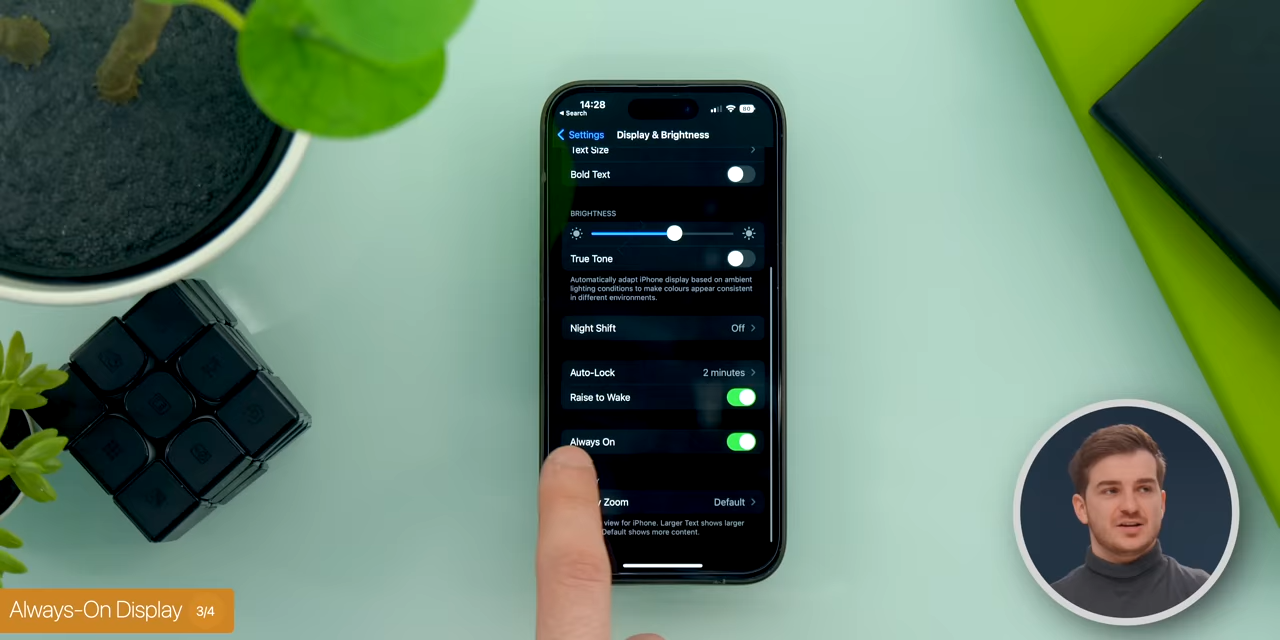 14:28
80
Search
Settings
Display & Brightness
Text Size
Bold Text
BRIGHTNESS
True Tone
Automatically adapt iPhone display based on ambient
lighting conditions to make colours appear consistent
in different environments.
Night Shift
Off
Auto-Lock
2 minutes
Raise to Wake
Always On
Zoom
Default
view for iPhone. Larger Text shows larger
Default shows more content.
Always-On Display 3/4